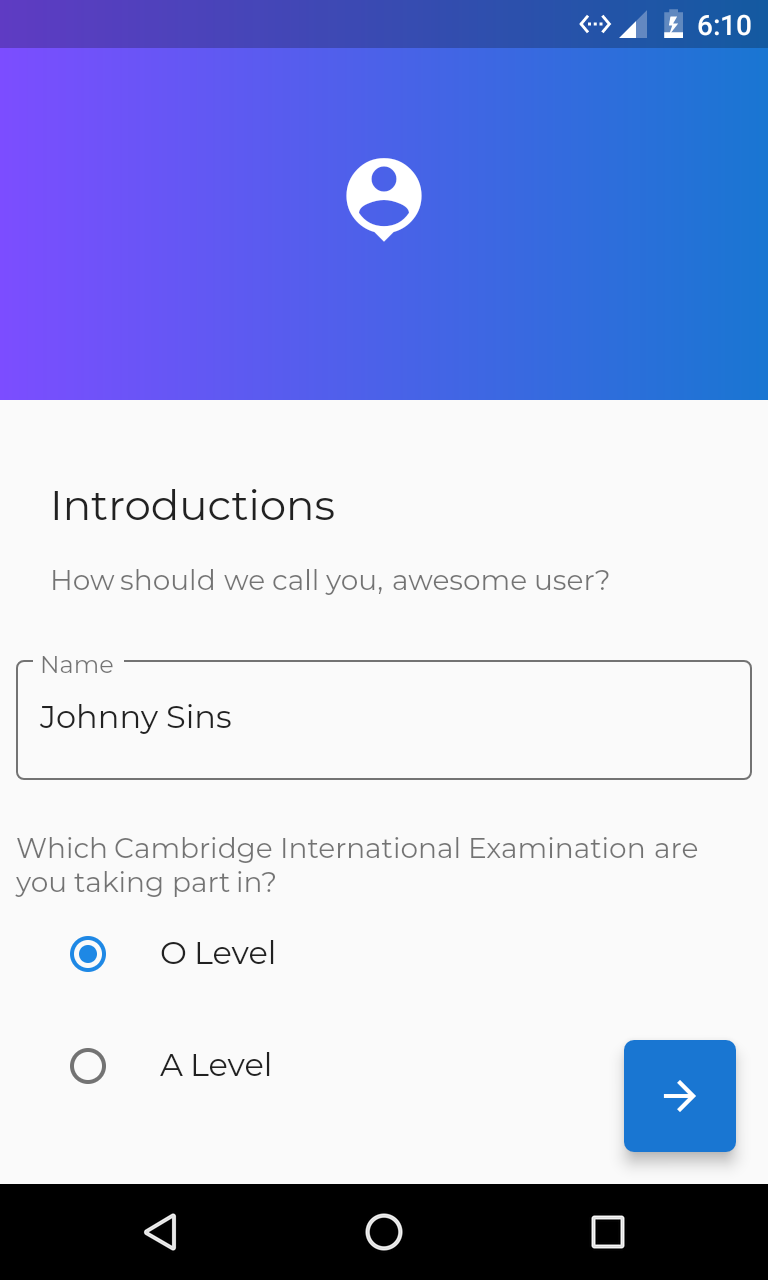 6:10
Introductions
How should we call you, awesome user?
Name
Johnny Sins
Which Cambridge International Examination are
you taking part in?
O Level
A Level